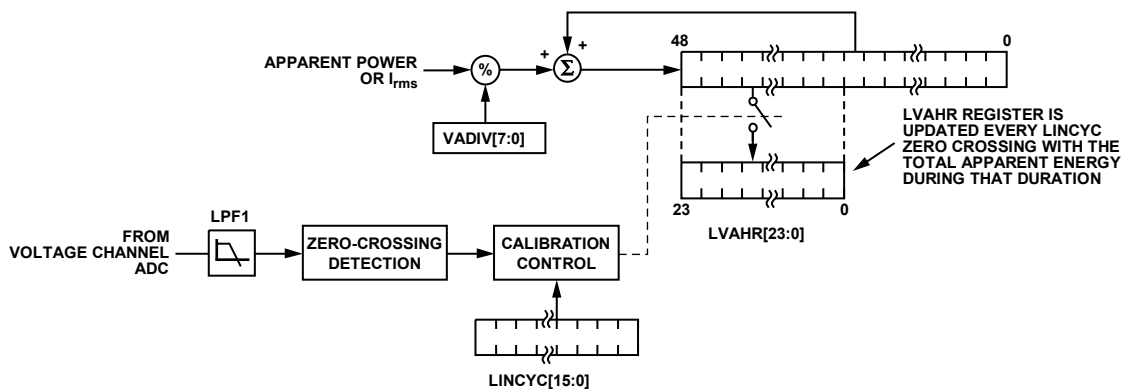 48
0
+
+
APPARENT POWER
OR Irms
%
Σ
VADIV[7:0]
LVAHR REGISTER IS
UPDATED EVERY LINCYC
ZERO CROSSING WITH THE
TOTAL APPARENT ENERGY
DURING THAT DURATION
23
0
LVAHR[23:0]
LPF1
FROM
VOLTAGE CHANNEL
ADC
ZERO-CROSSING
DETECTION
CALIBRATION
CONTROL
LINCYC[15:0]